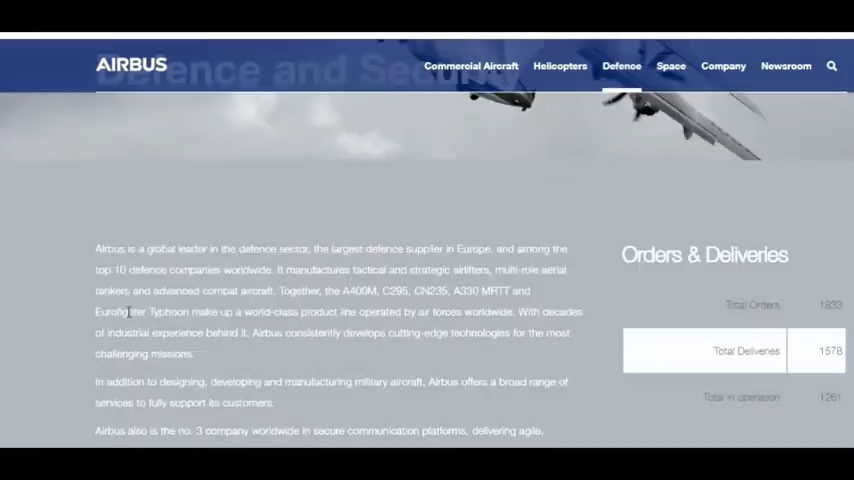 AIRBUS
Commercial Aircraft Helicopters Defence Space Company Newsroom
Defence and Sec
Airbus is a global leader in the defence sector, the largest defence supplier in Europe, and among the
top 10 defence companies worldwide. It manufactures tactical and strategic airlifters, multi-role aerial
tankers and advanced combat aircraft. Together, the A400M, C295, CN235, A330 MRTT and
Eurofighter Typhoon make up a world-class product line operated by air forces worldwide. With decades
of industrial experience behind it, Airbus consistently develops cutting-edge technologies for the most
challenging missions.
In addition to designing, developing and manufacturing military aircraft, Airbus offers a broad range of
services to fully support its customers.
Airbus also is the no. 3 company worldwide in secure communication platforms, delivering agile,
Orders & Deliveries
Total Orders 1833
Total Deliveries 1578
Total in operation 1261